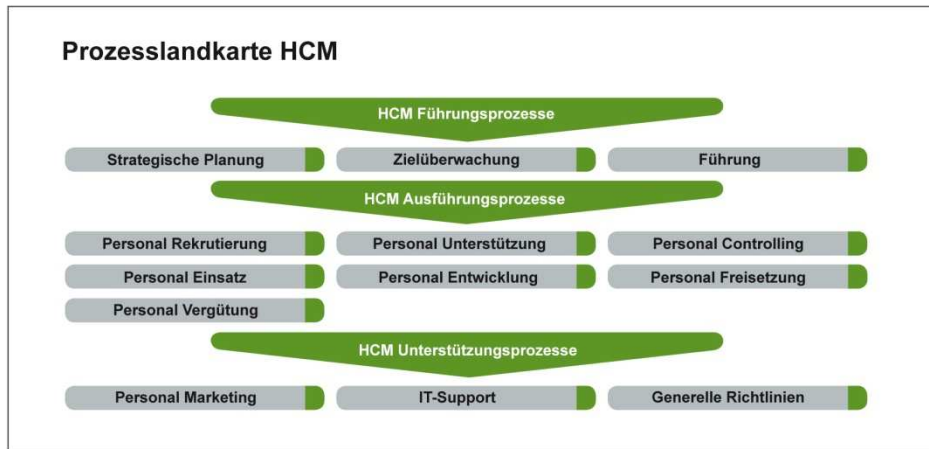 Prozesslandkarte HCM
HCM Führungsprozesse
Strategische Planung
Zielüberwachung
Führung
HCM Ausführungsprozesse
Personal Rekrutierung
Personal Unterstützung
Personal Controlling
Personal Einsatz
Personal Entwicklung
Personal Freisetzung
Personal Vergütung
HCM Unterstützungsprozesse
Personal Marketing
IT-Support
Generelle Richtlinien